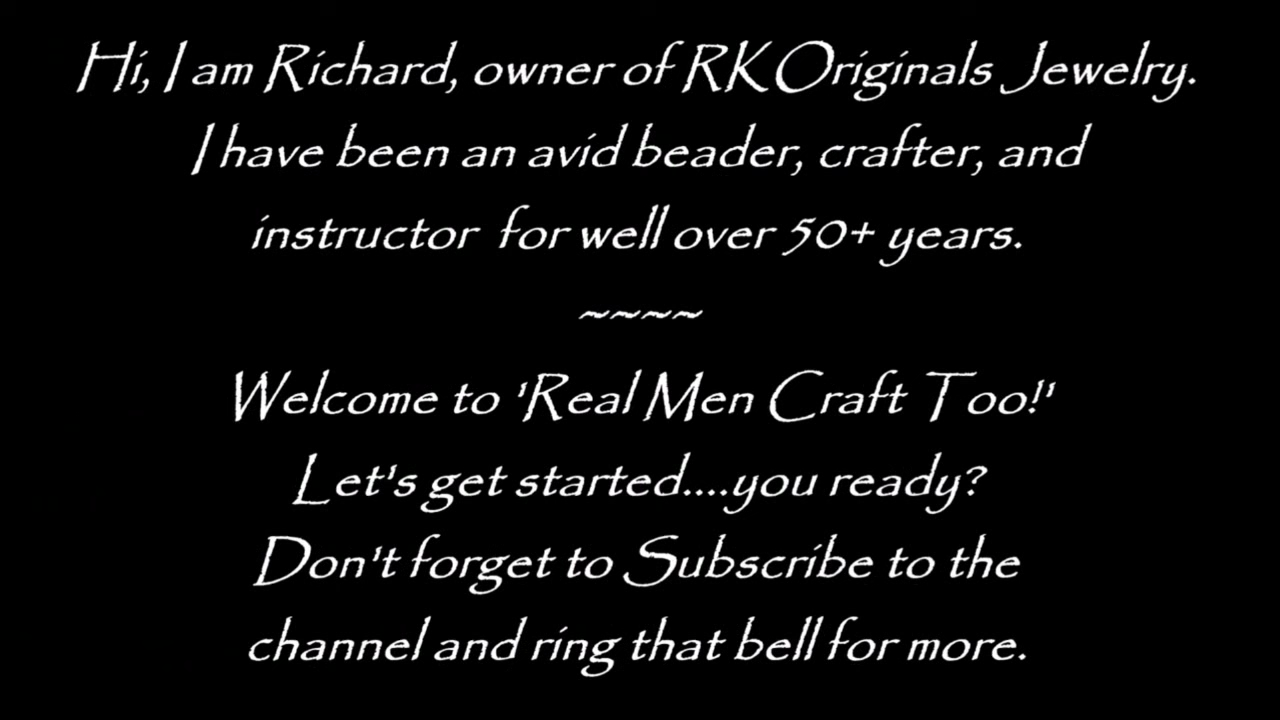 Hi, I am Richard, owner of RKOriginals Jewelry.
I have been an avid beader, crafter, and
instructor for well over 50+ years.
~~~~
Welcome to 'Real Men Craft Too!'
Let's get started....you ready?
Don't forget to Subscribe to the
channel and ring that bell for more.